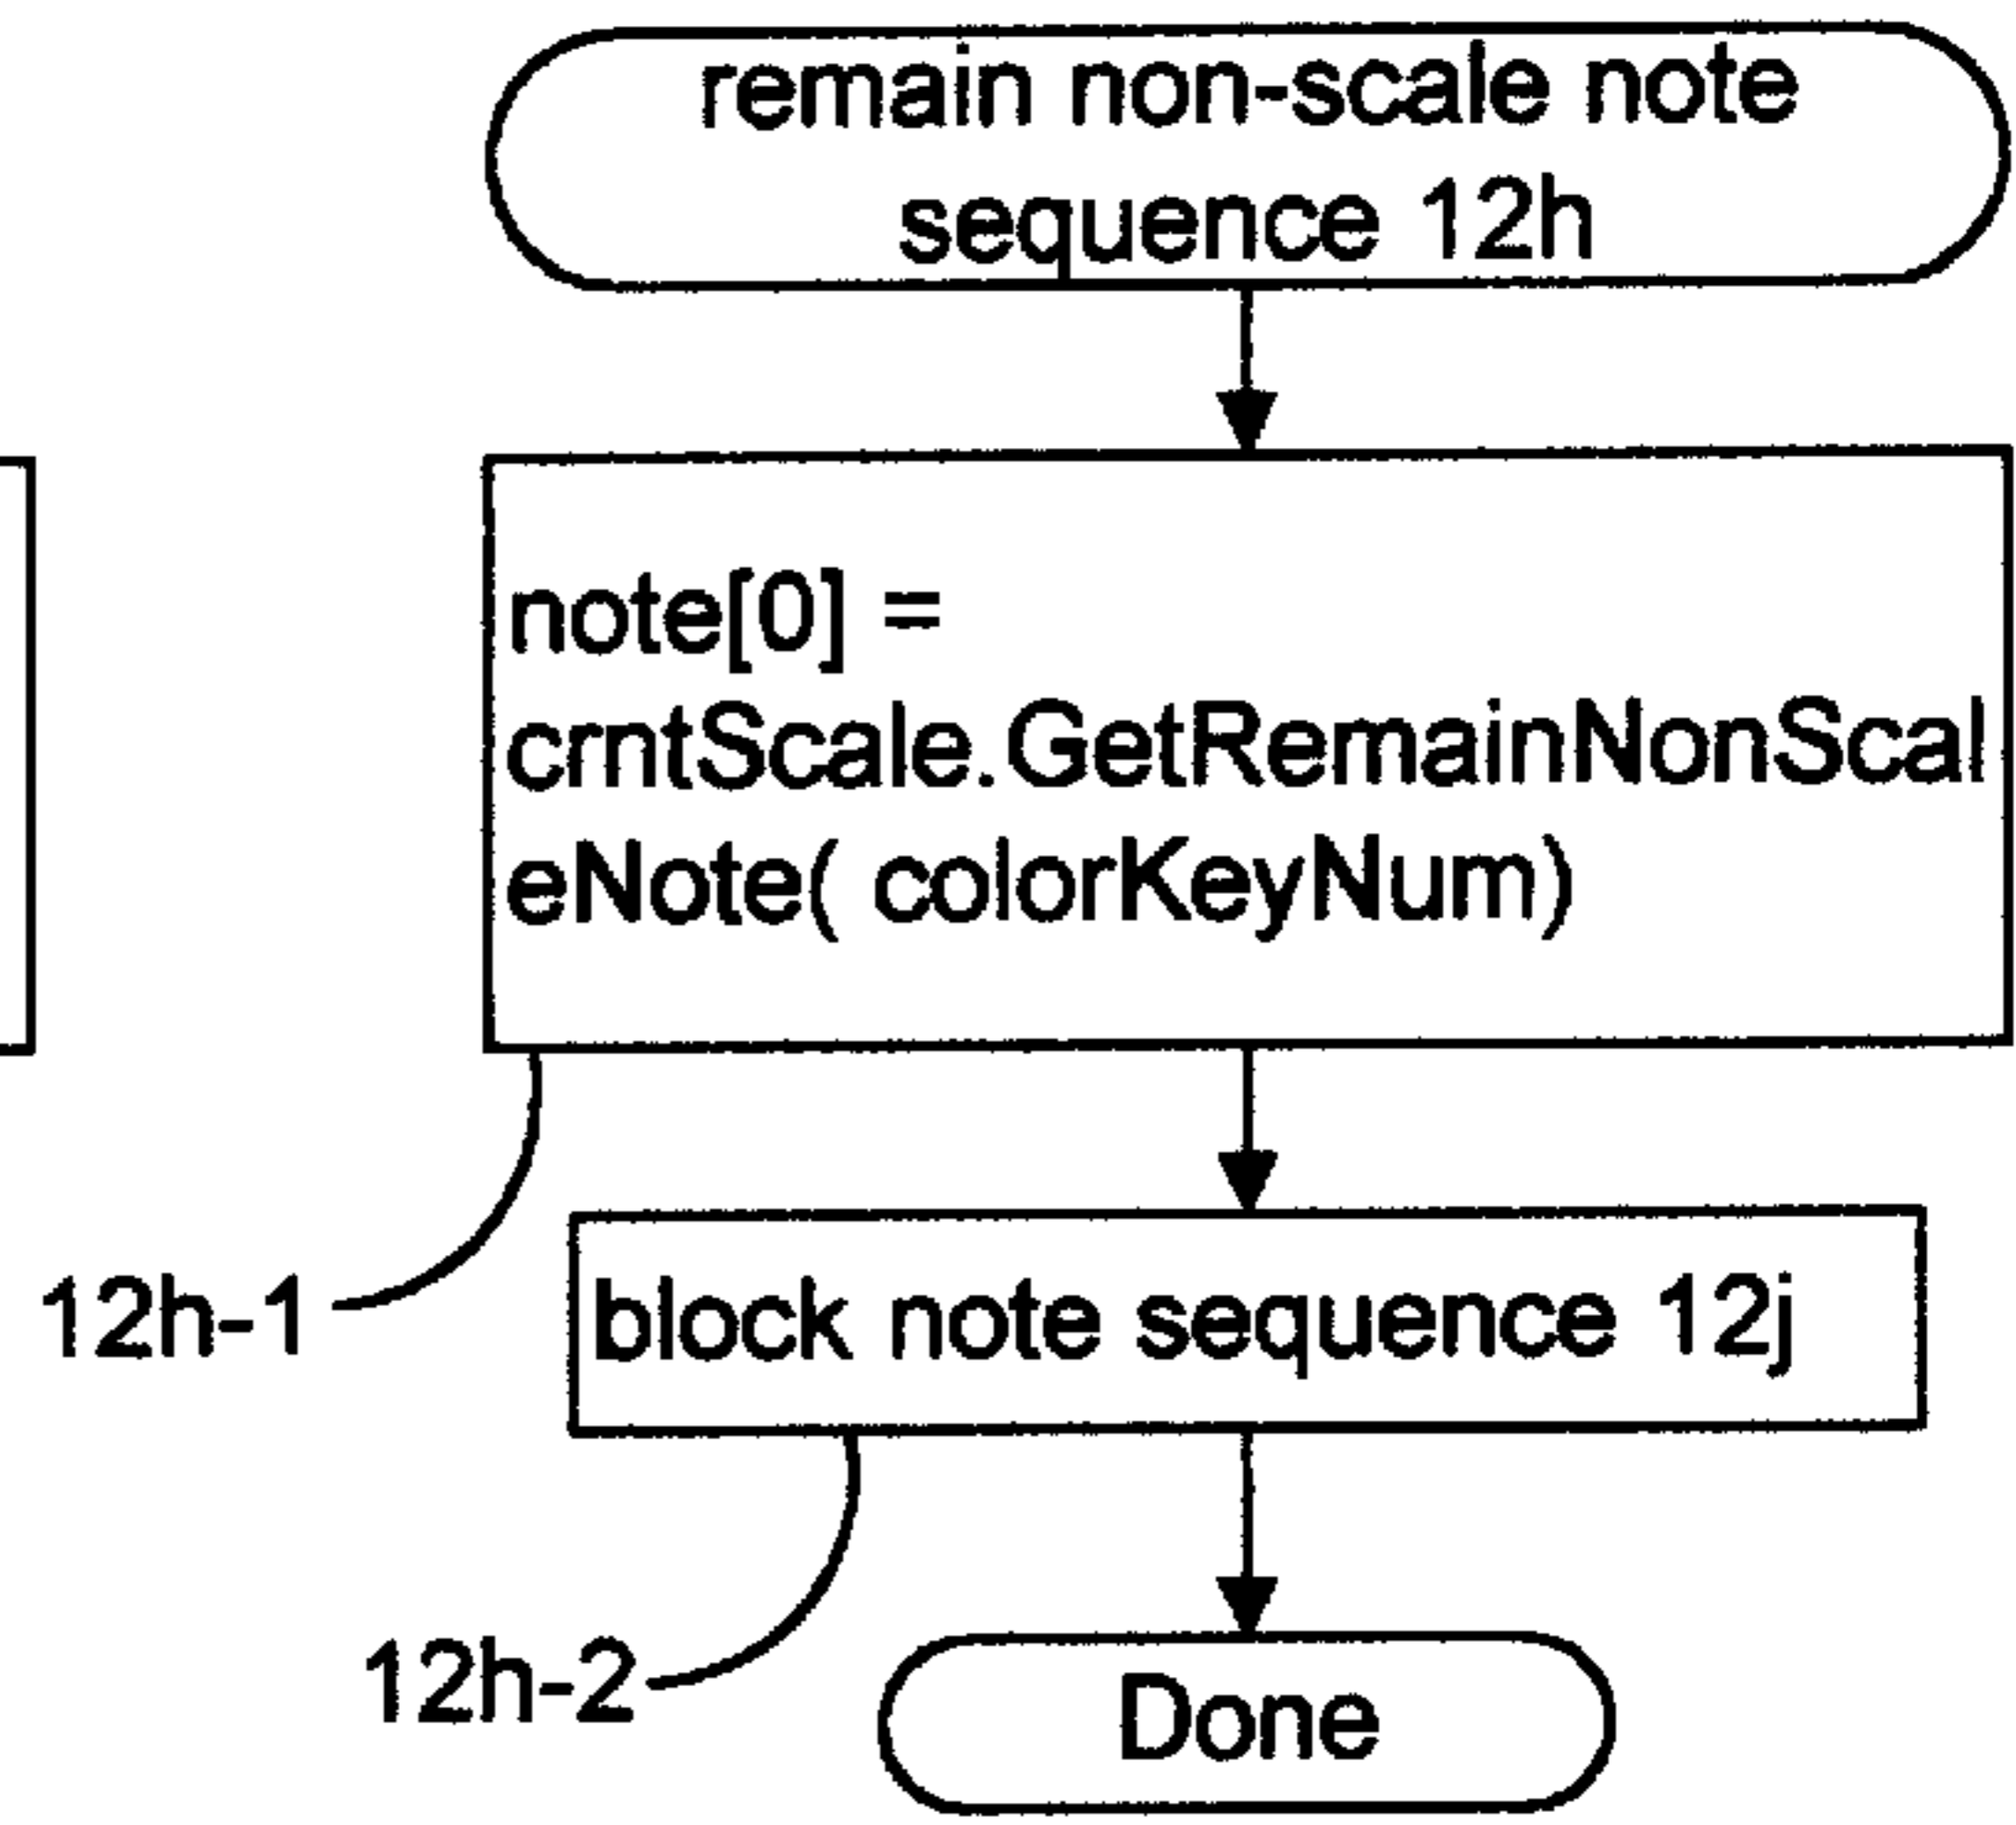 remain non-scale note
sequence 12h
note[0] =
crntScale.GetRemainNonScal
eNote( colorKeyNum)
12h-1
block note sequence 12j
12h-2
Done